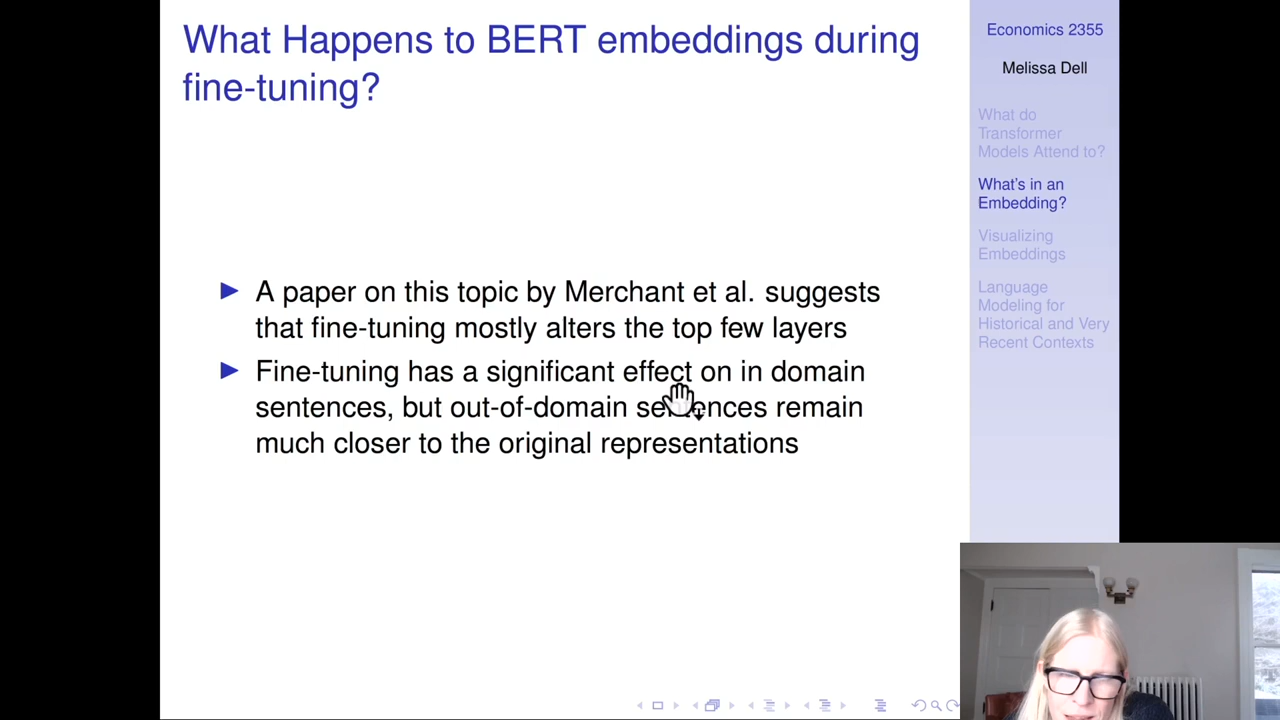 What Happens to BERT embeddings during
fine-tuning?
A paper on this topic by Merchant et al. suggests
that fine-tuning mostly alters the top few layers
Fine-tuning has a significant effect on in domain
sentences, but out-of-domain sentences remain
much closer to the original representations
Economics 2355
Melissa Dell
What do
Transformer
Models Attend to?
What's in an
Embedding?
Visualizing
Embeddings
Language
Modeling for
Historical and Very
Recent Contexts